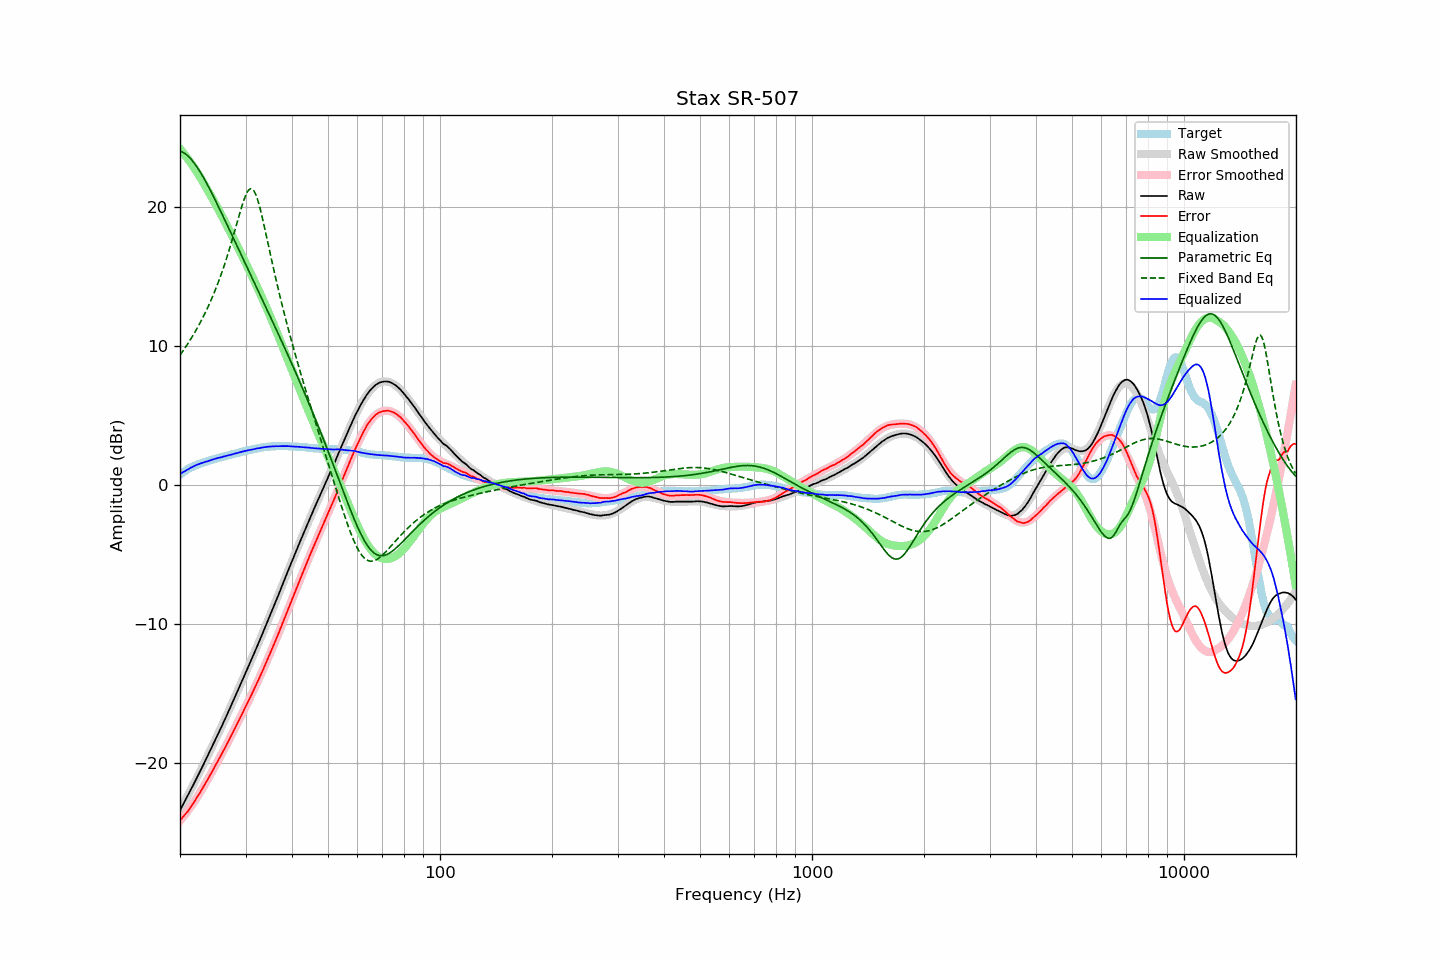 Stax SR-507
Target
Raw Smoothed
Error Smoothed
Raw
Error
Equalization
Parametric Eq
Fixed Band Eq
Equalized
20
10
0
−10
−20
Amplitude (dBr)
100
1000
10000
Frequency (Hz)